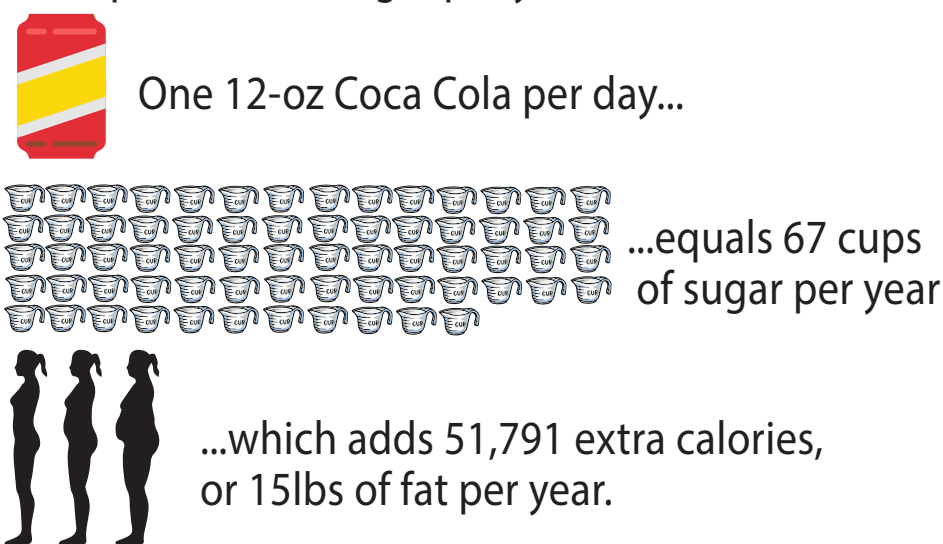 One 12-oz Coca Cola per day...
...equals 67 cups
of sugar per year
...which adds 51,791 extra calories,
or 15lbs of fat per year.